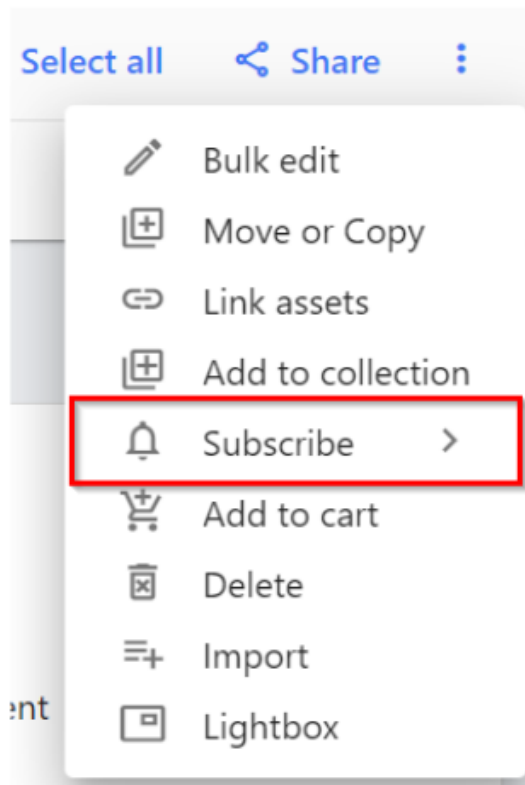 Select all Share
Bulk edit
Move or Copy
Link assets
Add to collection
Subscribe
Add to cart
Delete
Import
ent
Lightbox